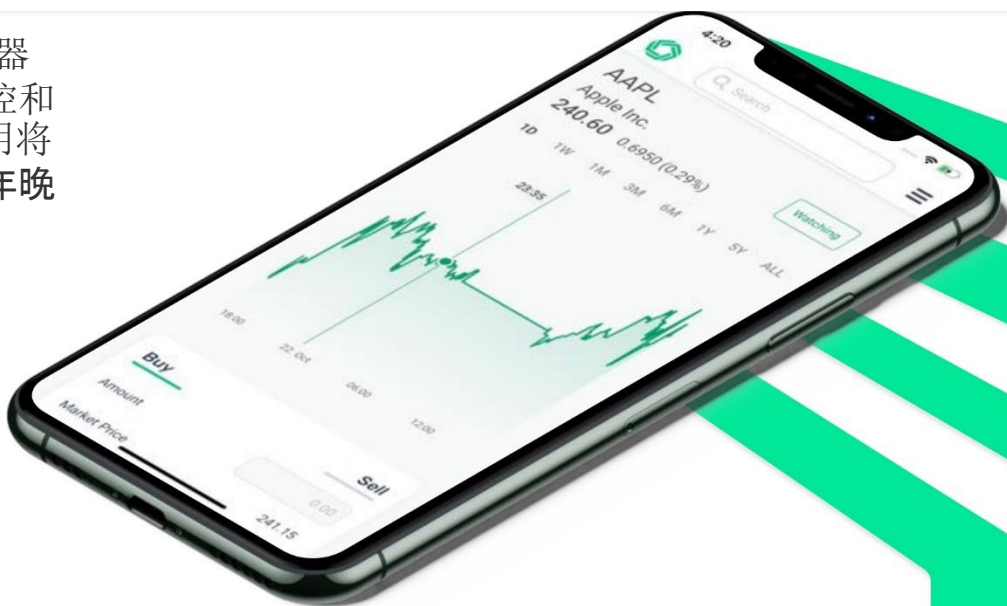 器
控和
用将
年晚
4:20
Search
AAPL
Apple Inc.
240.60 0.6950 (0.29%)
Watching
1D 1W 1M 3M 6M 1Y 5Y ALL
23:35
18:00 22. Oct 06:00 12:00
Buy Sell
Amount 0.00
Market Price 241.15